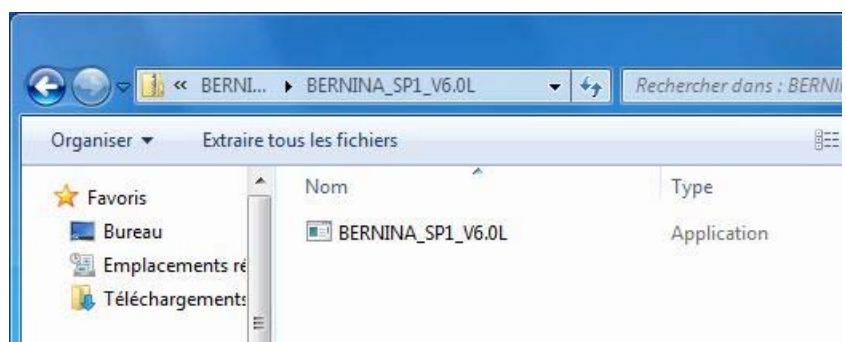 « BERNI... BERNINA_SP1_V6.0L Rechercher dans : BERNI
Organiser Extraire tous les fichiers
Favoris
Bureau
Emplacements ré
Téléchargements
Nom Type
BERNINA_SP1_V6.0L Application